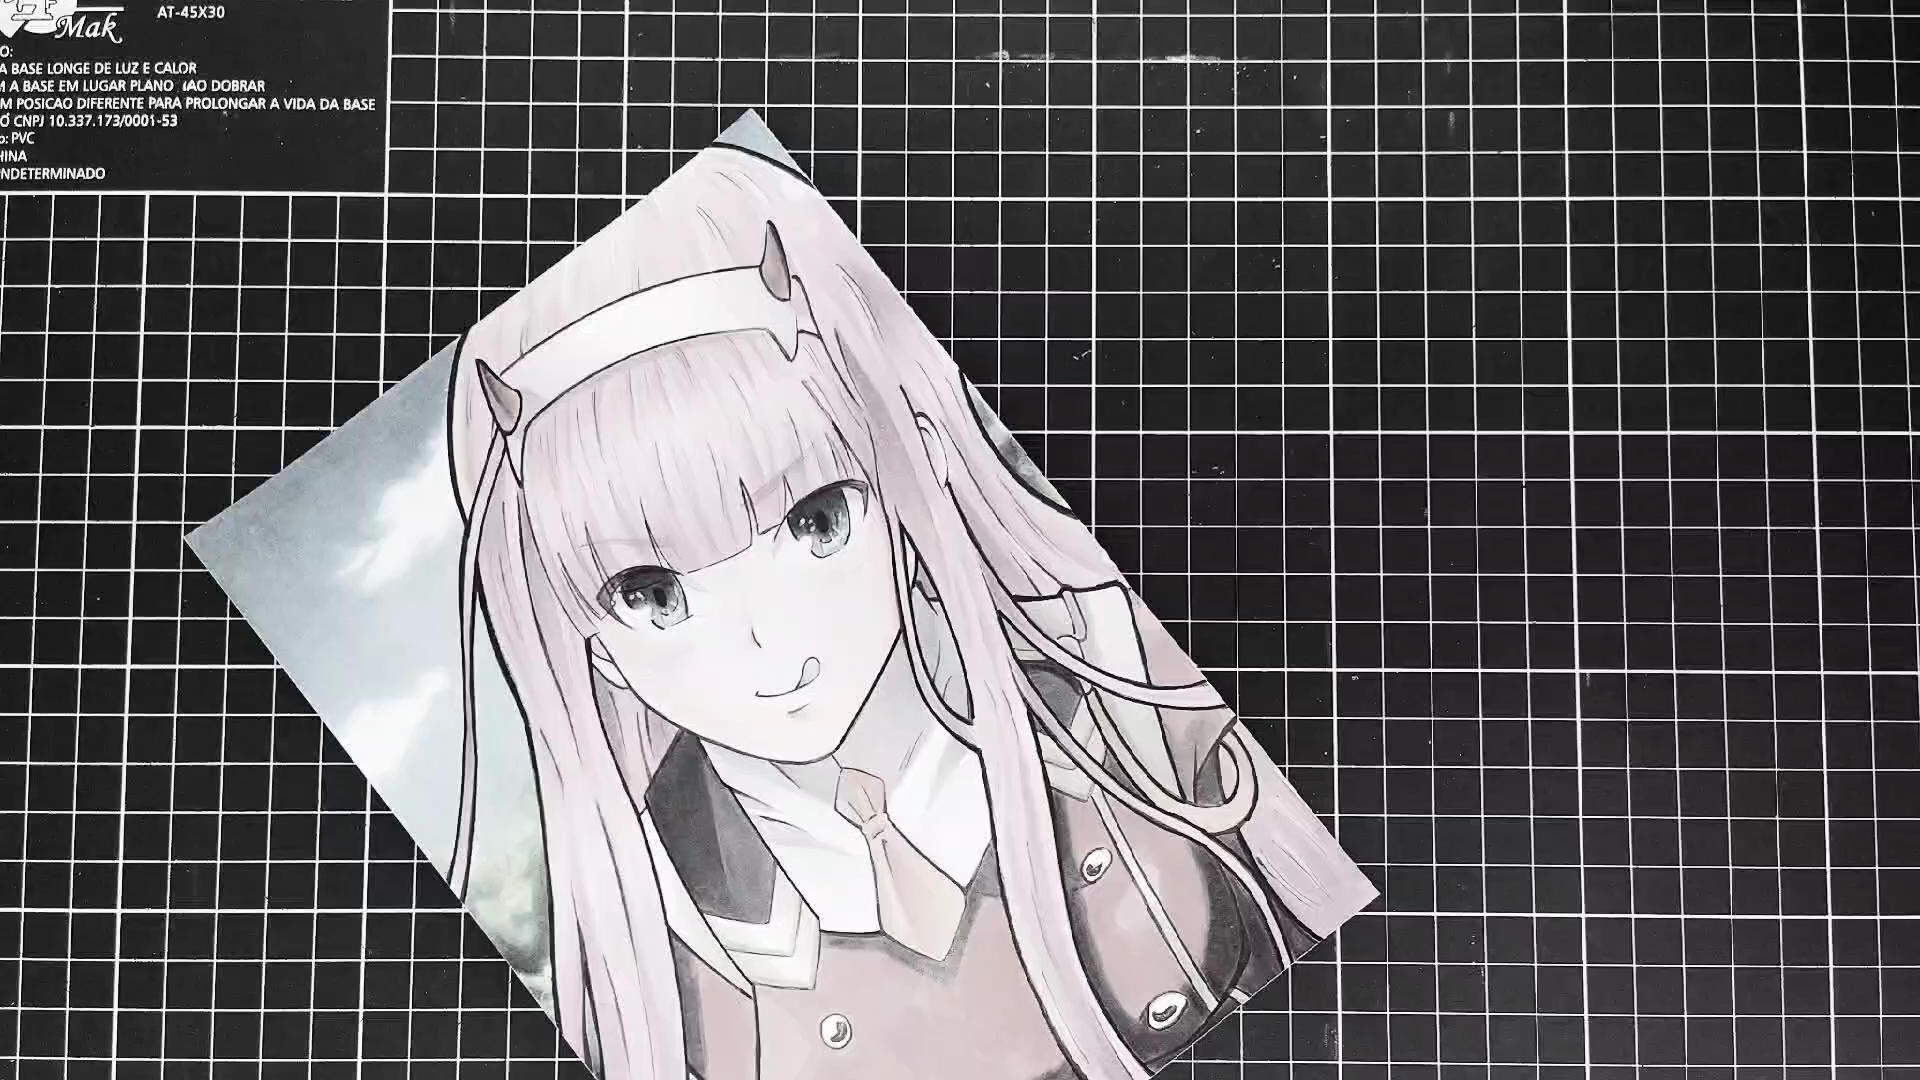 Mak
AT-45X30
O:
A BASE LONGE DE LUZ E CALOR
A BASE EM LUGAR PLANO
DOBRAR
M POSICAO DIFERENTE PARA PROLONGAR A VIDA DA BASE
O CNPJ 10.337.173/0001-53
o: PVC
HINA
NDETERMINADO